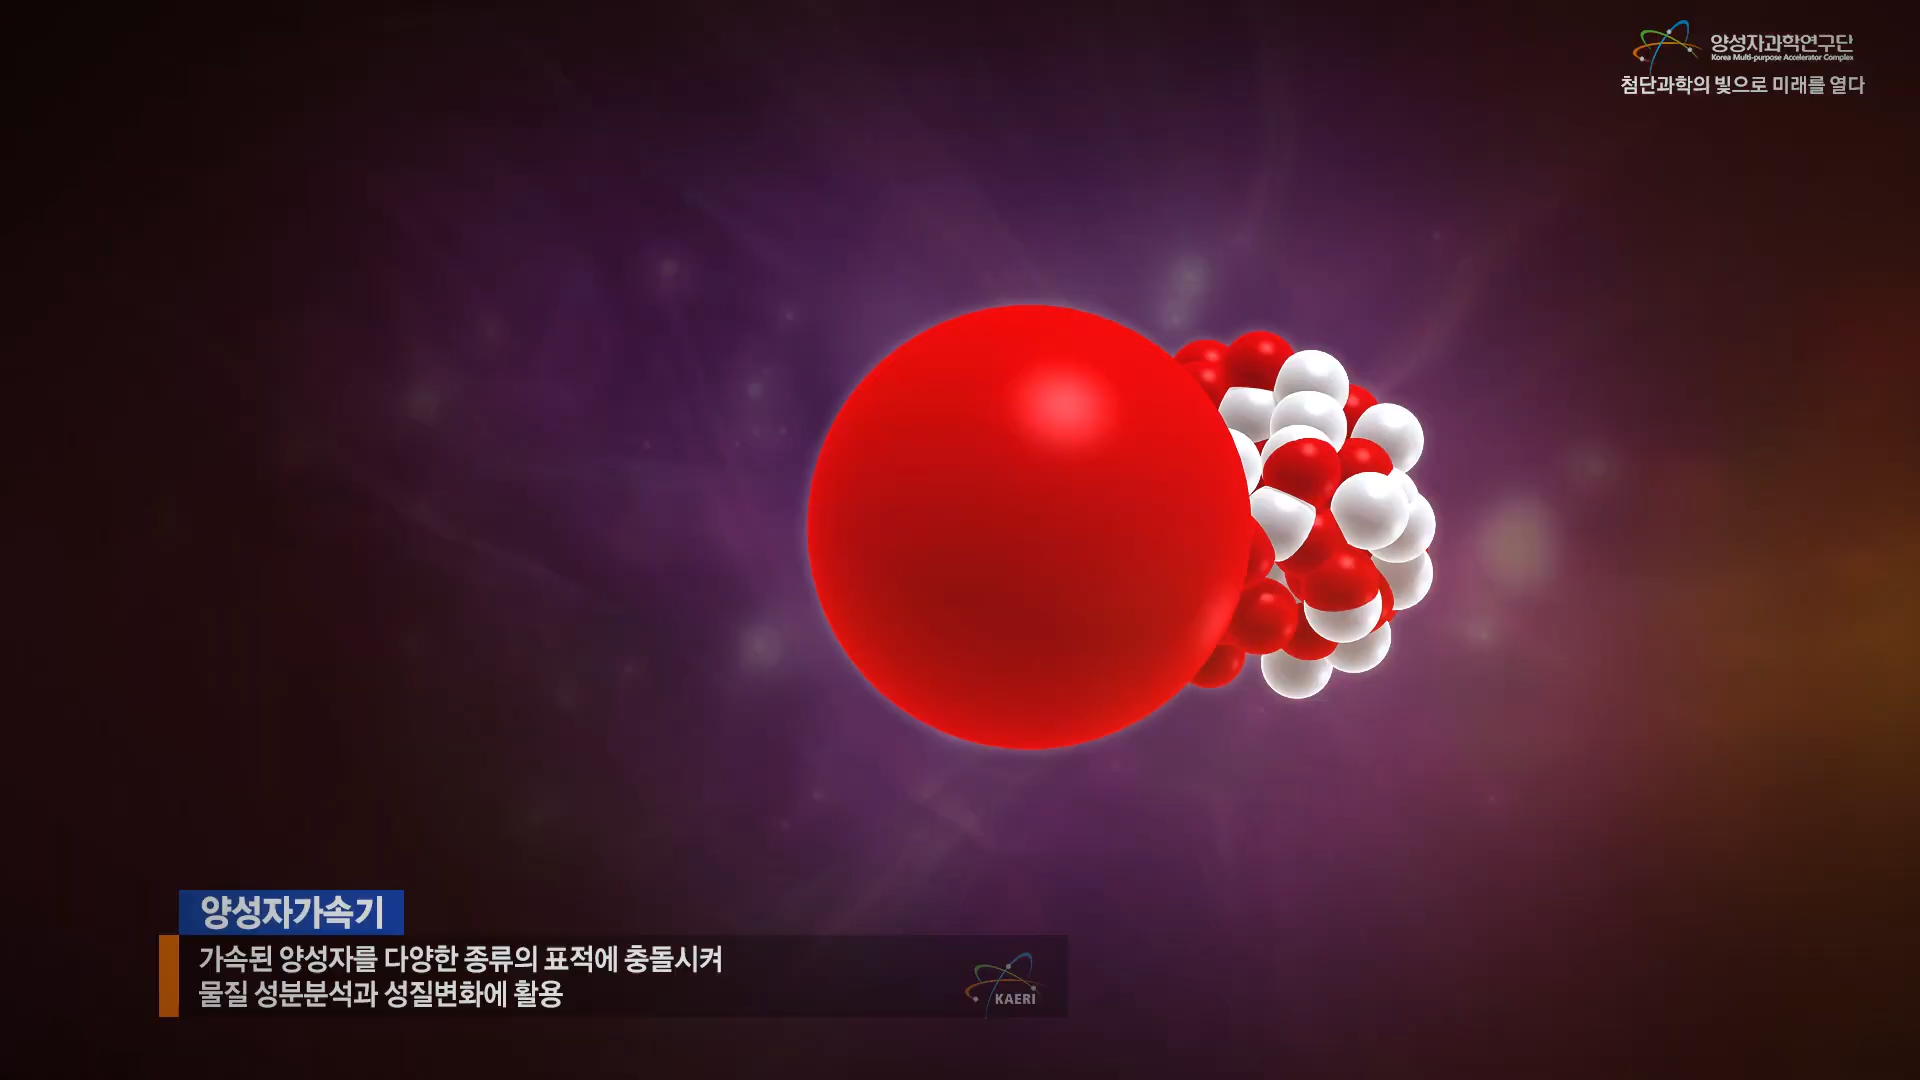 양성자과학연구단
Korea Multi-purpose Accelerator Complex
첨단과학의 빛으로 미래를 열다
양성자가속기
가속된 양성자를 다양한 종류의 표적에 충돌시켜
물질 성분분석과 성질변화에 활용
KAERI